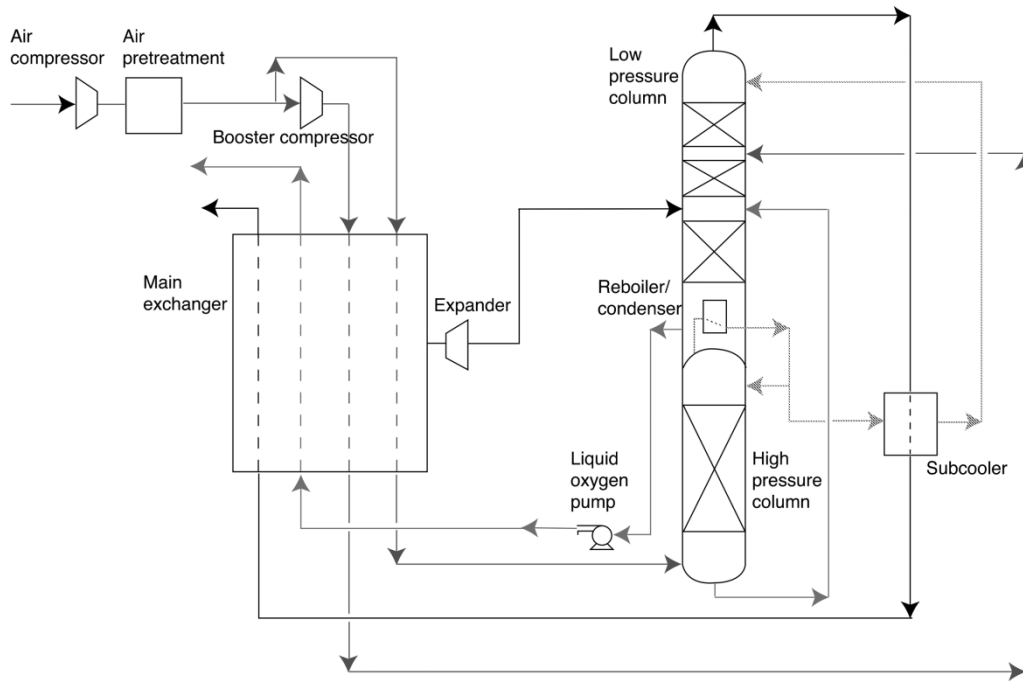 Air
compressor
Air
pretreatment
Booster compressor
Low
pressure
column
Main
exchanger
Expander
Reboiler/
condenser
Liquid
oxygen
pump
High
pressure
column
Subcooler